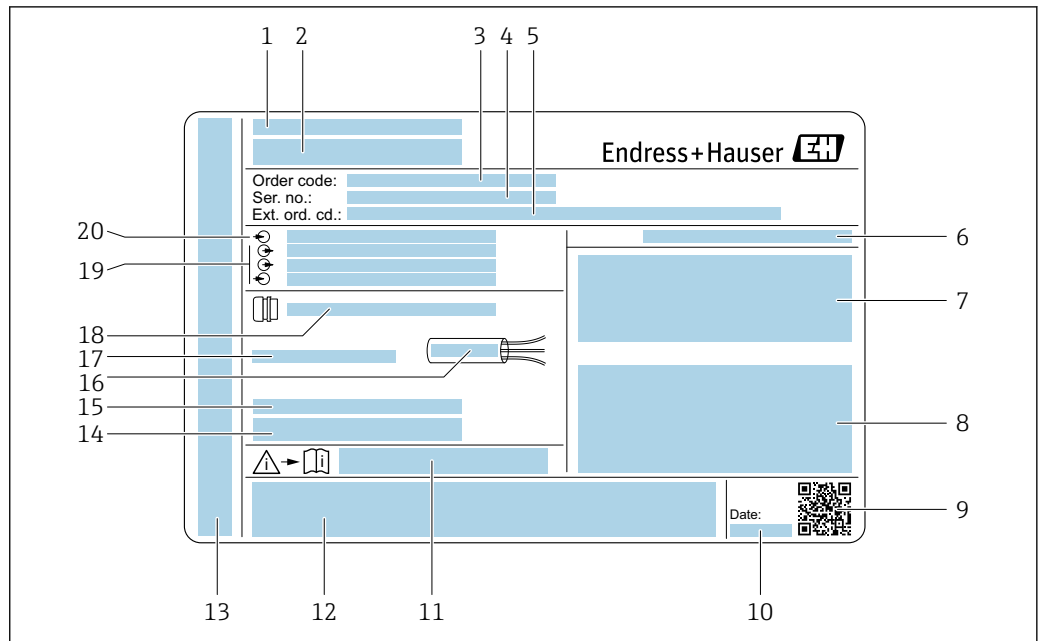 1 2 3 4 5
Endress+Hauser EH
Order code:
Ser. no.:
Ext. ord. cd.:
20
6
19
7
i
18
17
16
15
8
14
i i
Date:
9
13 12 11 10